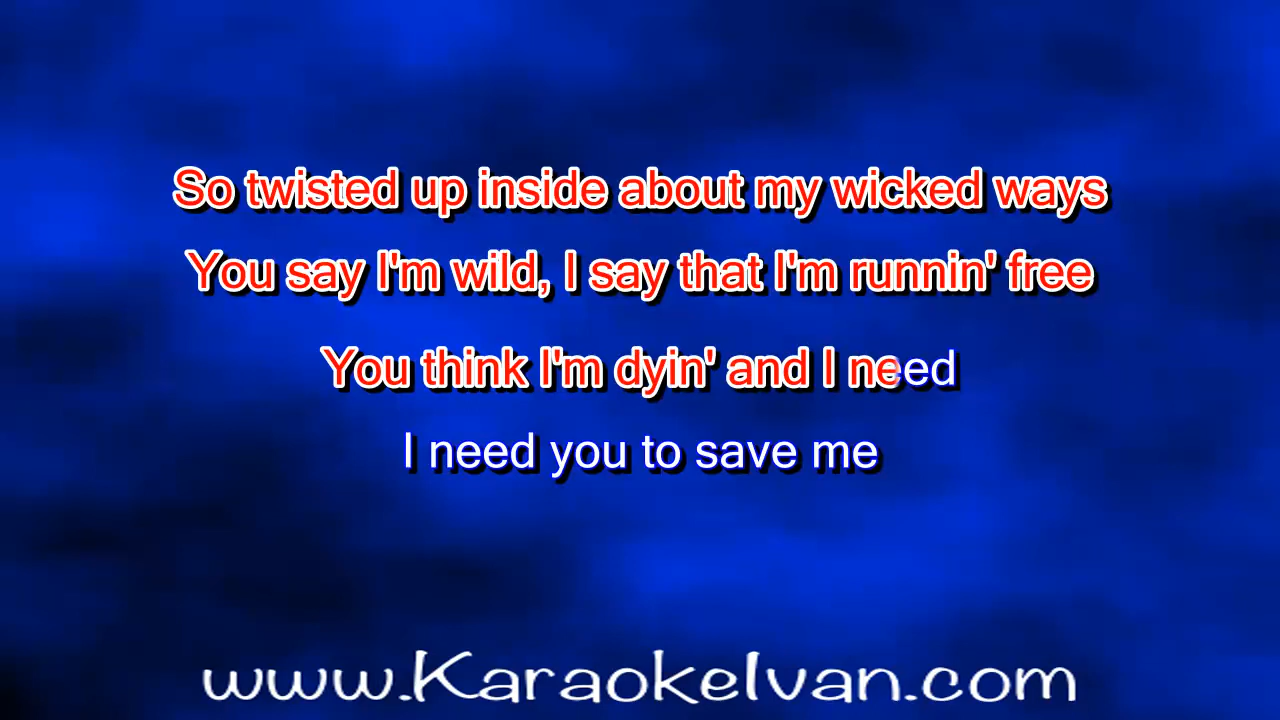 So twisted up inside about my wicked ways
You say I'm wild, I say that I'm runnin' free
You think I'm dyin' and I need
I need you to save me
www.KaraokeIvan.com